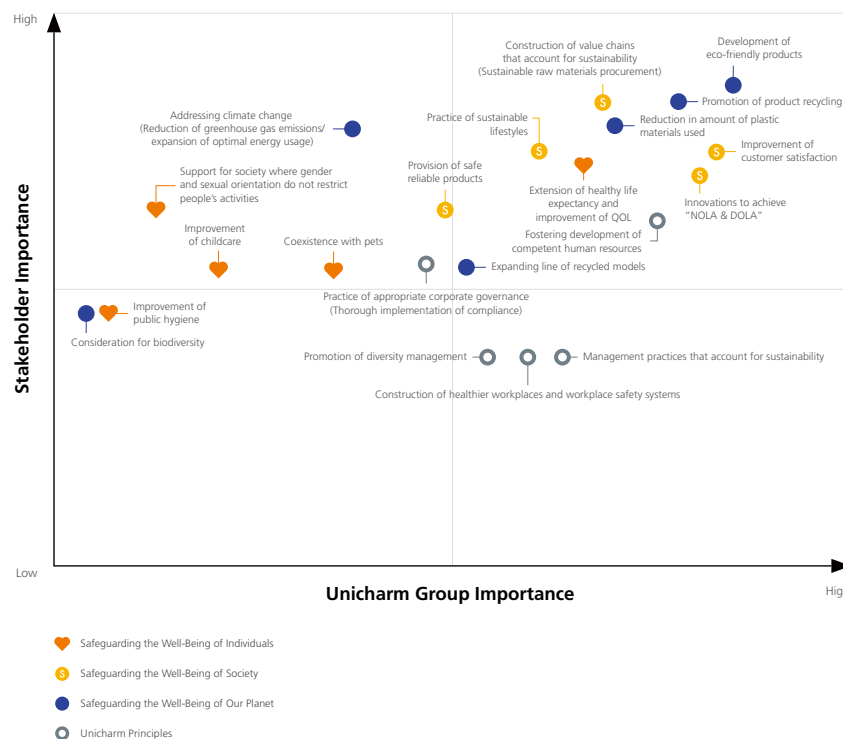 High
Development of
eco-friendly products
Construction of value chains
that account for sustainability
(Sustainable raw materials procurement)
Promotion of product recycling
Addressing climate change
(Reduction of greenhouse gas emissions/
expansion of optimal energy usage)
Practice of sustainable
lifestyles
Reduction in amount of plastic
materials used
Improvement of
customer satisfaction
Support for society where gender
and sexual orientation do not restrict
people's activities
Provision of safe
reliable products
Extension of healthy life
expectancy and
improvement of QOL
Innovations to achieve
"NOLA & DOLA"
Improvement
of childcare
Coexistence with pets
Fostering development of
competent human resources
Expanding line of recycled models
Practice of appropriate corporate governance
(Thorough implementation of compliance)
Improvement of
public hygiene
Consideration for biodiversity
Promotion of diversity management
Management practices that account for sustainability
Construction of healthier workplaces and workplace safety systems
Stakeholder Importance
Low
Unicharm Group Importance
Hig
Safeguarding the Well-Being of Individuals
Safeguarding the Well-Being of Society
Safeguarding the Well-Being of Our Planet
Unicharm Principles